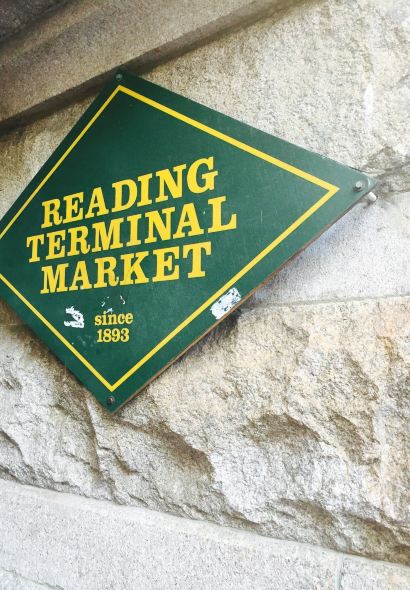 READING
TERMINAL
MARKET
since
1893